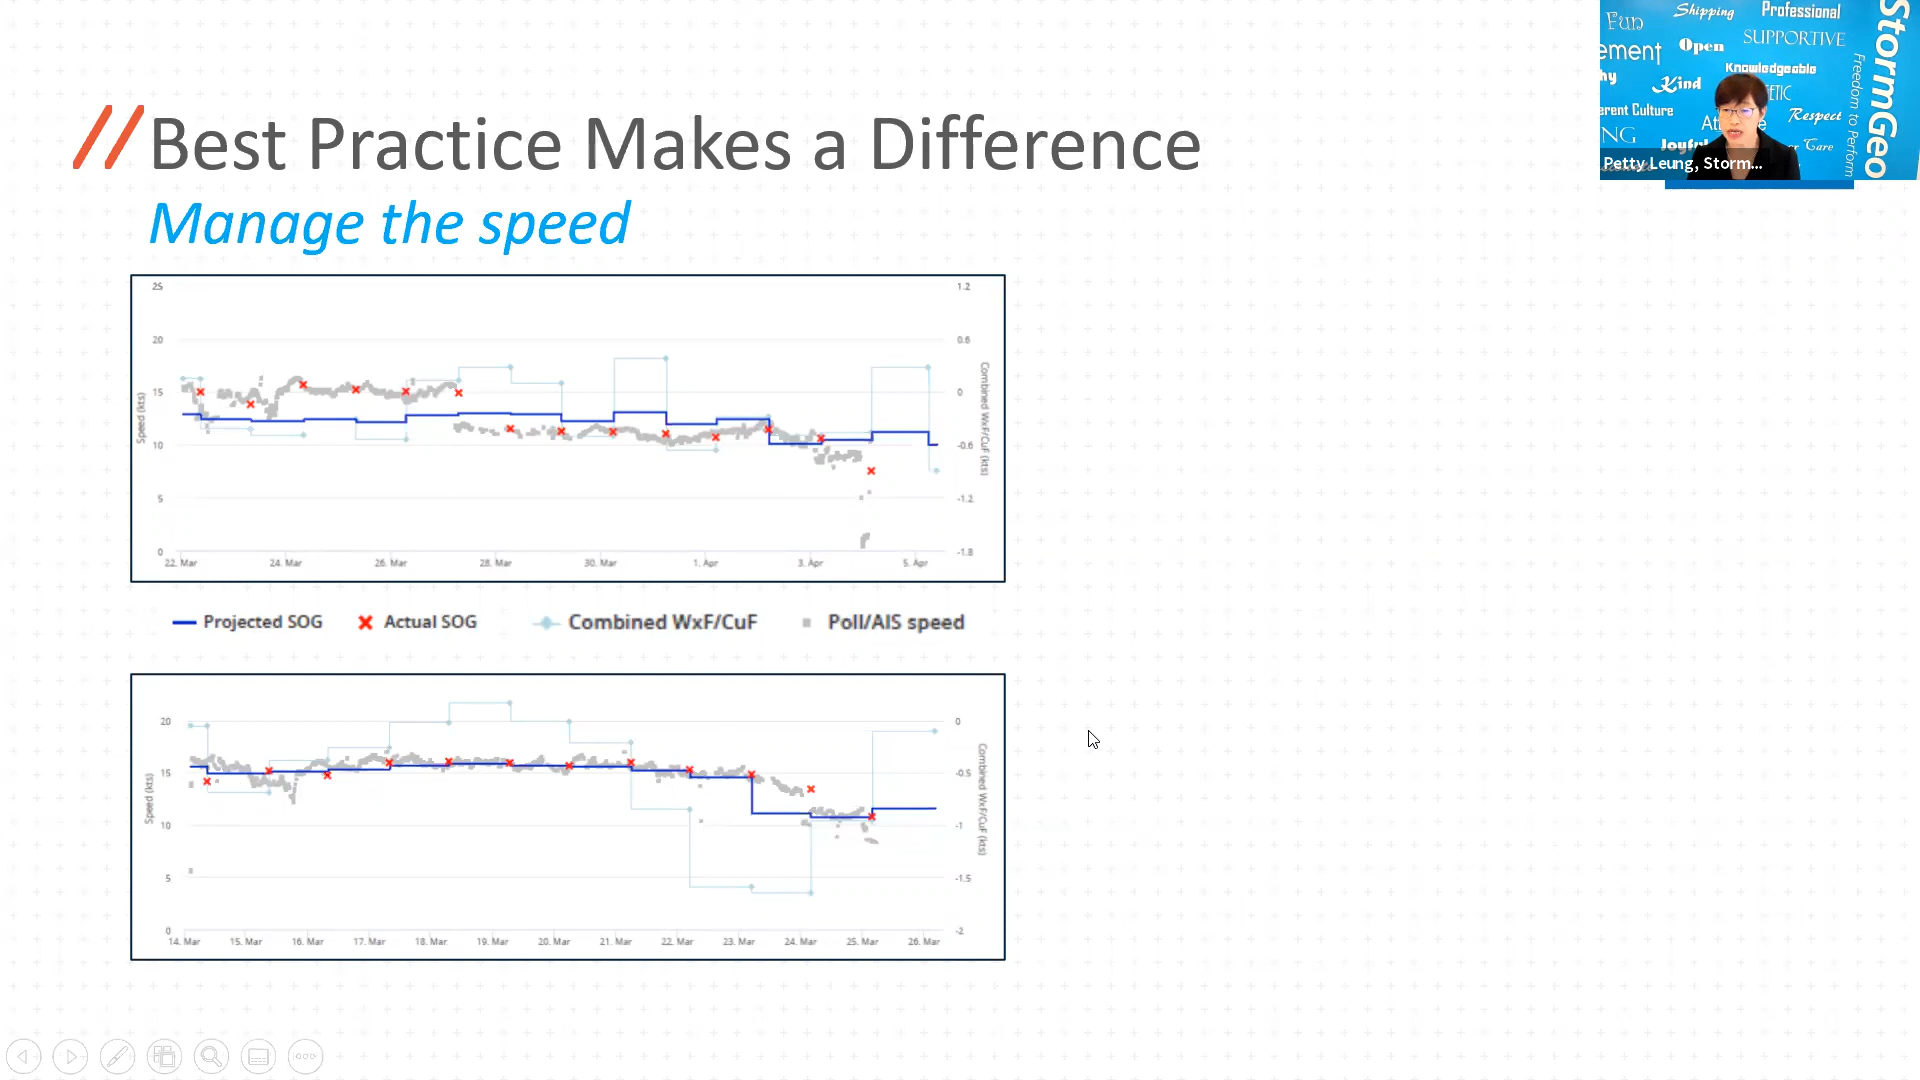 Best Practice Makes a Difference
Manage the speed
25
20
15
10
5
0
Speed (kts)
1.2
0.6
0
-0.6
-1.2
-1.8
Combined WxF/CuF (kts)
22. Mar
24. Mar
26. Mar
28. Mar
30. Mar
1. Apr
3. Apr
5. Apr
Projected SOG
Actual SOG
Combined WxF/CuF
Poll/AIS speed
20
15
10
5
0
Speed (kts)
0
-0.5
-1
-1.5
-2
Combined WxF/CuF (kts)
14. Mar
15. Mar
16. Mar
17. Mar
18. Mar
19. Mar
20. Mar
21. Mar
22. Mar
23. Mar
24. Mar
25. Mar
26. Mar
Fun
Shipping
Professional
ement
Open
SUPPORTIVE
hy
Kind
Knowledgeable
ETIC
erent Culture
Respect
NG
Joyful
Care
StormGeo
Freedom to Perform
Petty Leung, Storm...